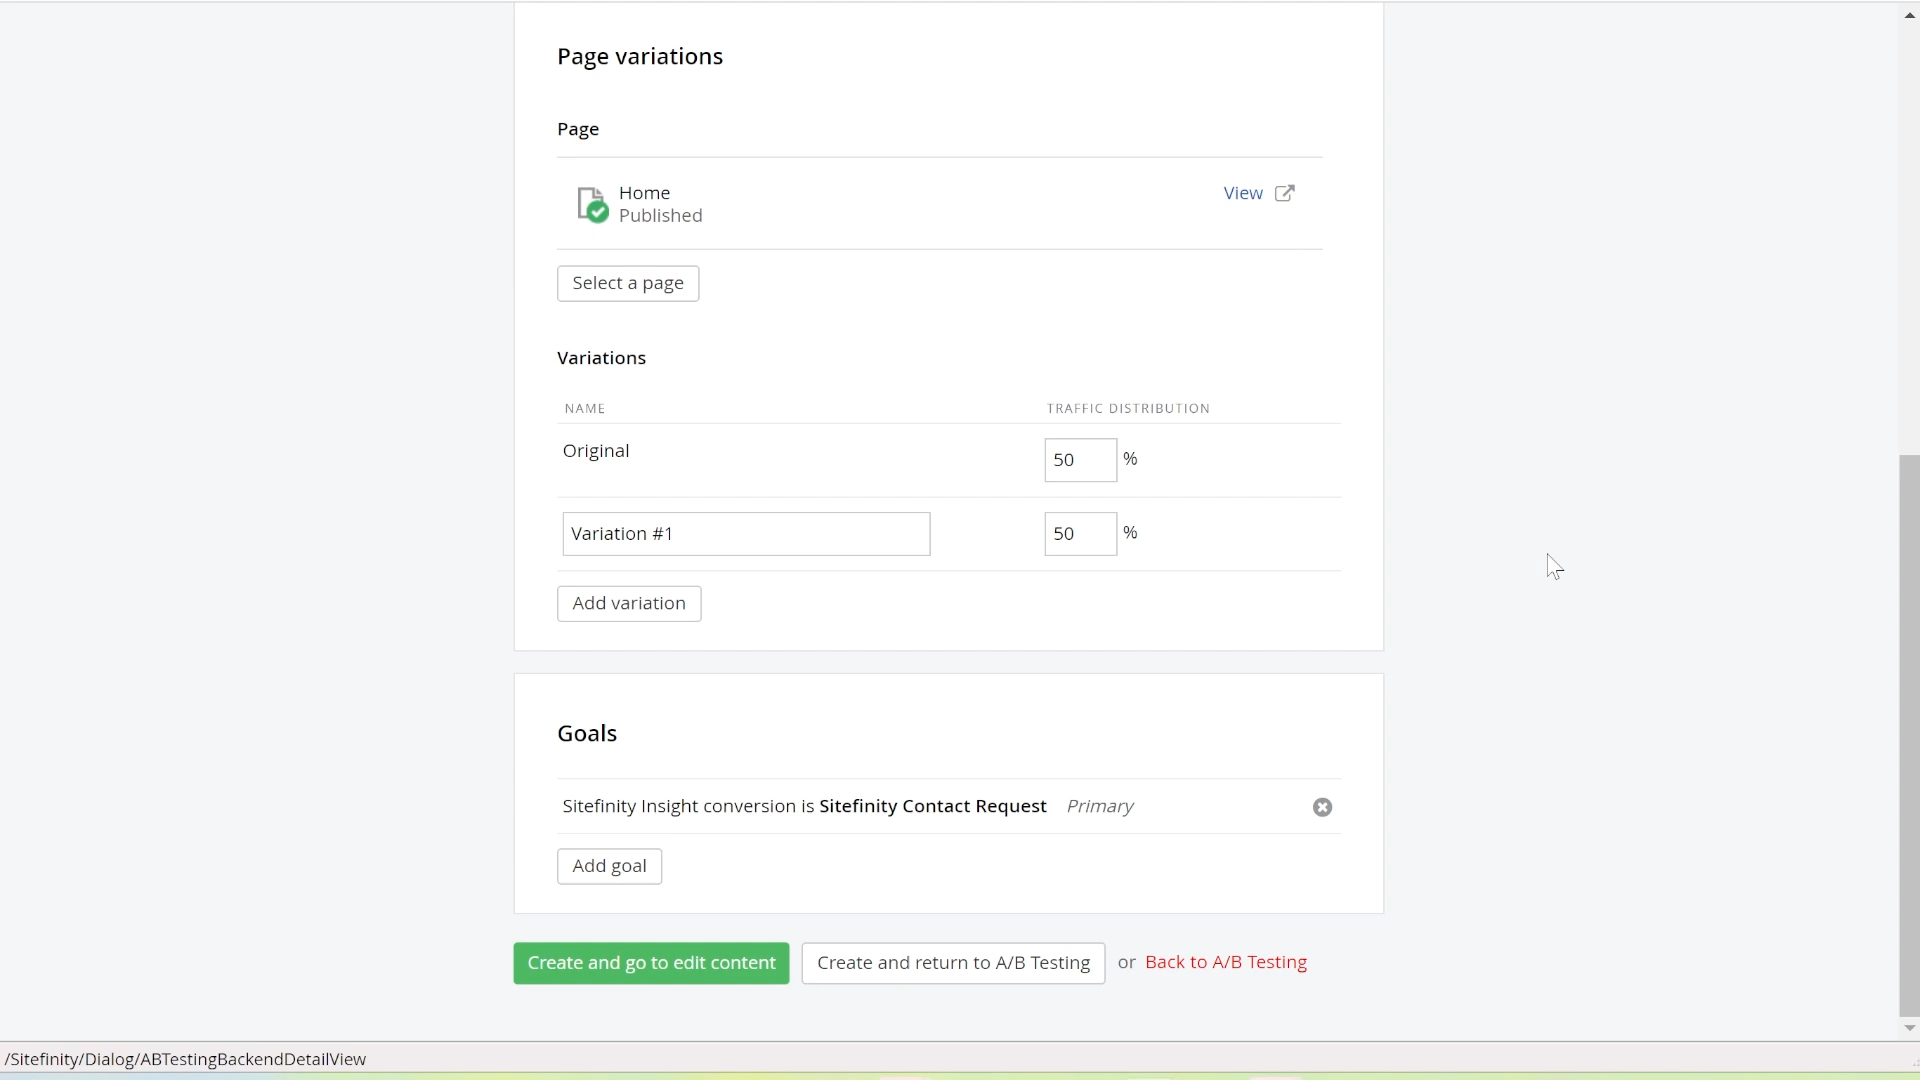 Page variations
Page
Home
View
Published
Select a page
Variations
NAME
TRAFFIC DISTRIBUTION
Original
50 %
Variation #1
50 %
Add variation
Goals
Sitefinity Insight conversion is Sitefinity Contact Request Primary
Add goal
Create and go to edit content
Create and return to A/B Testing
or Back to A/B Testing
/Sitefinity/Dialog/ABTestingBackendDetailView